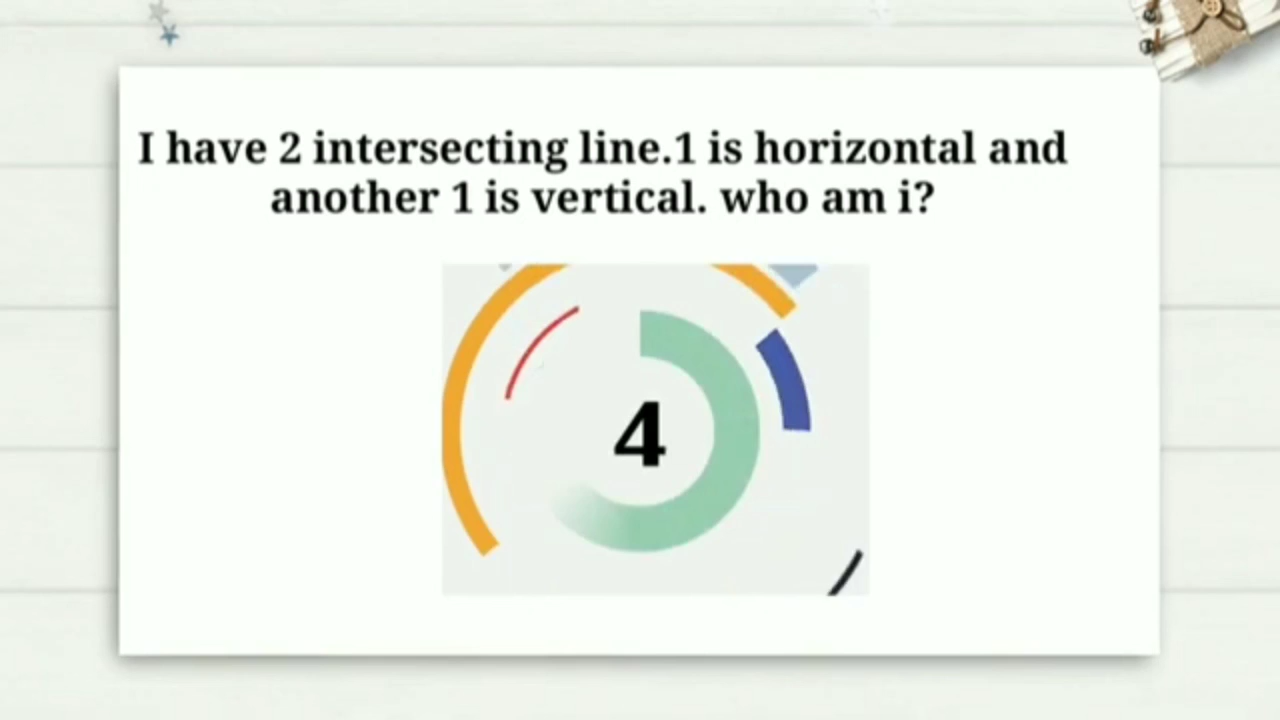 I have 2 intersecting line.1 is horizontal and
another 1 is vertical. who am i?
4